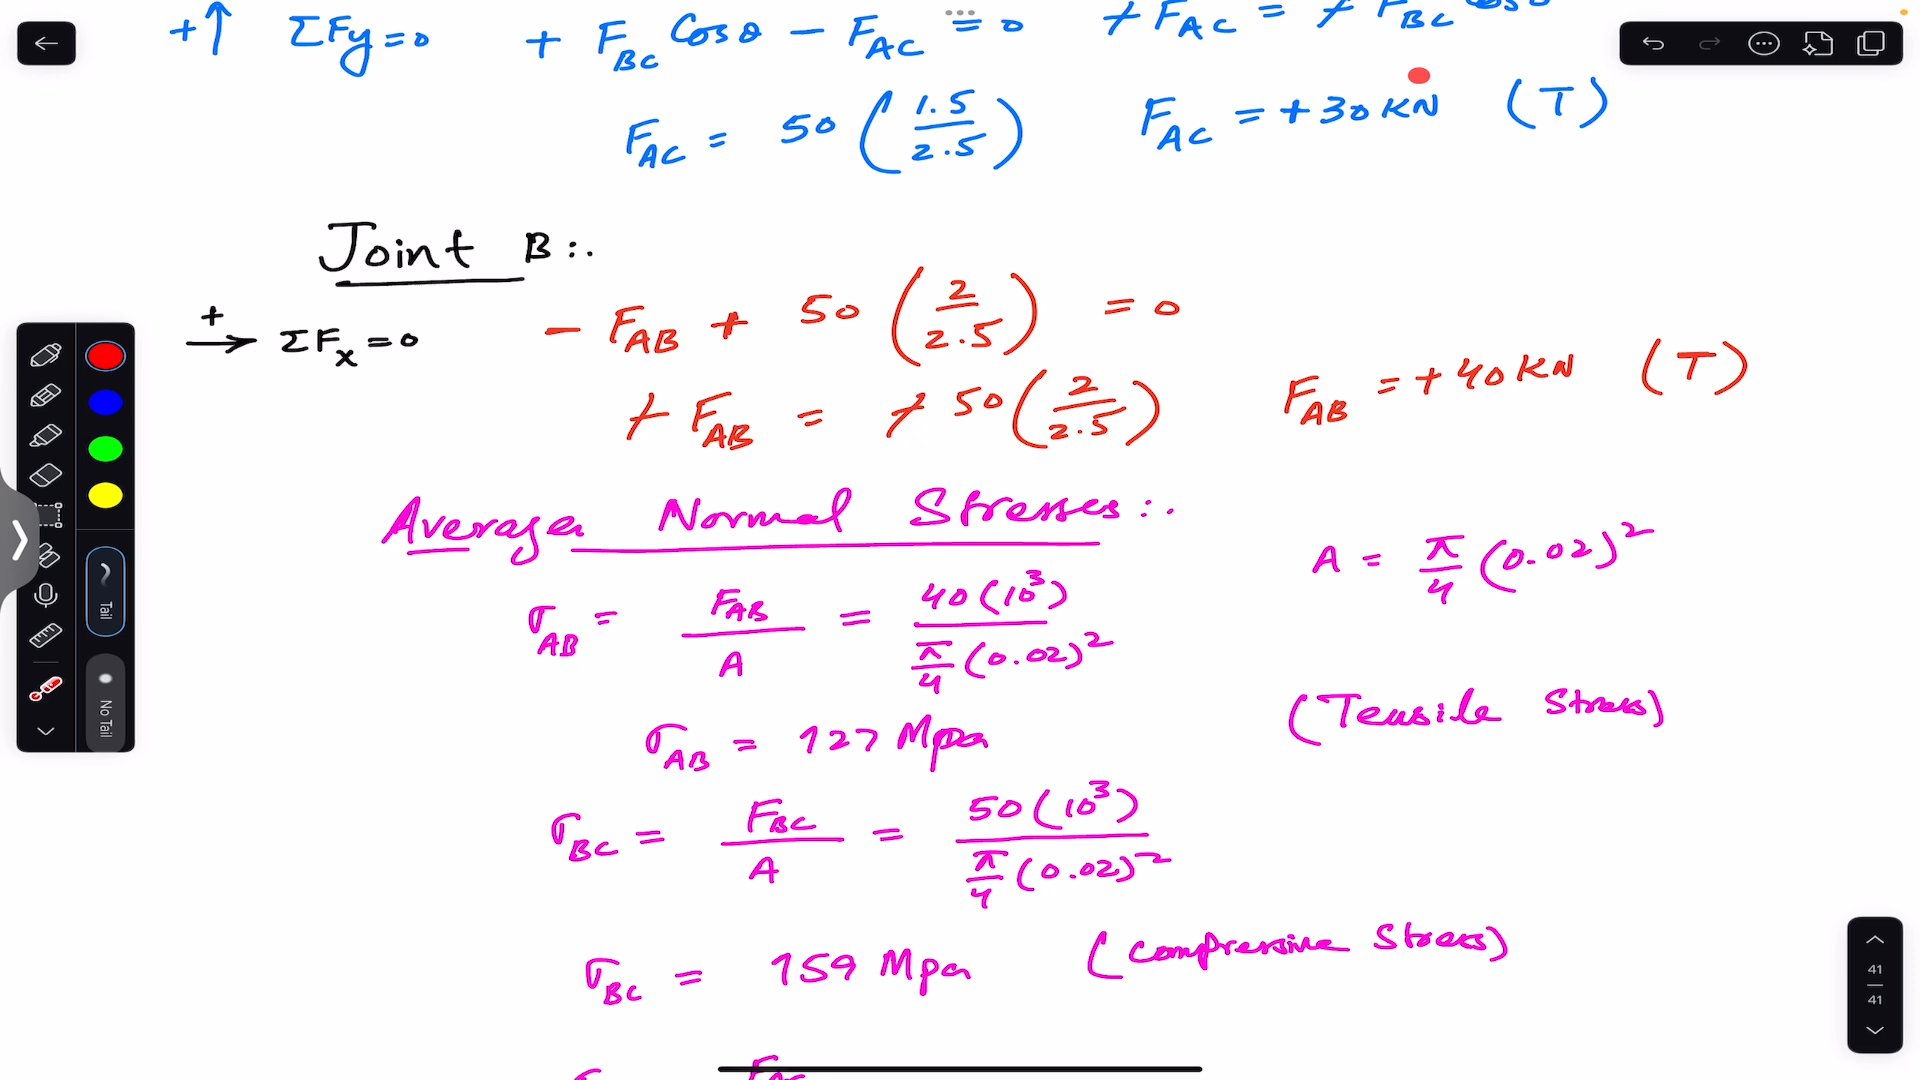 +↑ ΣFy=0 + F_BC Cosθ − F_AC = 0 +F_AC = +F_BC Cosθ
F_AC = 50 (1.5/2.5) F_AC = +30 KN (T)
Joint B:.
+→ ΣF_x = 0 − F_AB + 50 (2/2.5) = 0
+ F_AB = + 50 (2/2.5) F_AB = +40 KN (T)
Average Normal Stresses:.
A = π/4 (0.02)²
σ_AB = F_AB/A = 40(10³)/(π/4 (0.02)²)
σ_AB = 127 Mpa (Tensile Stress)
σ_BC = F_BC/A = 50(10³)/(π/4 (0.02)²)
σ_BC = 159 Mpa (Compressive Stress)
Tail
No Tail
41
41